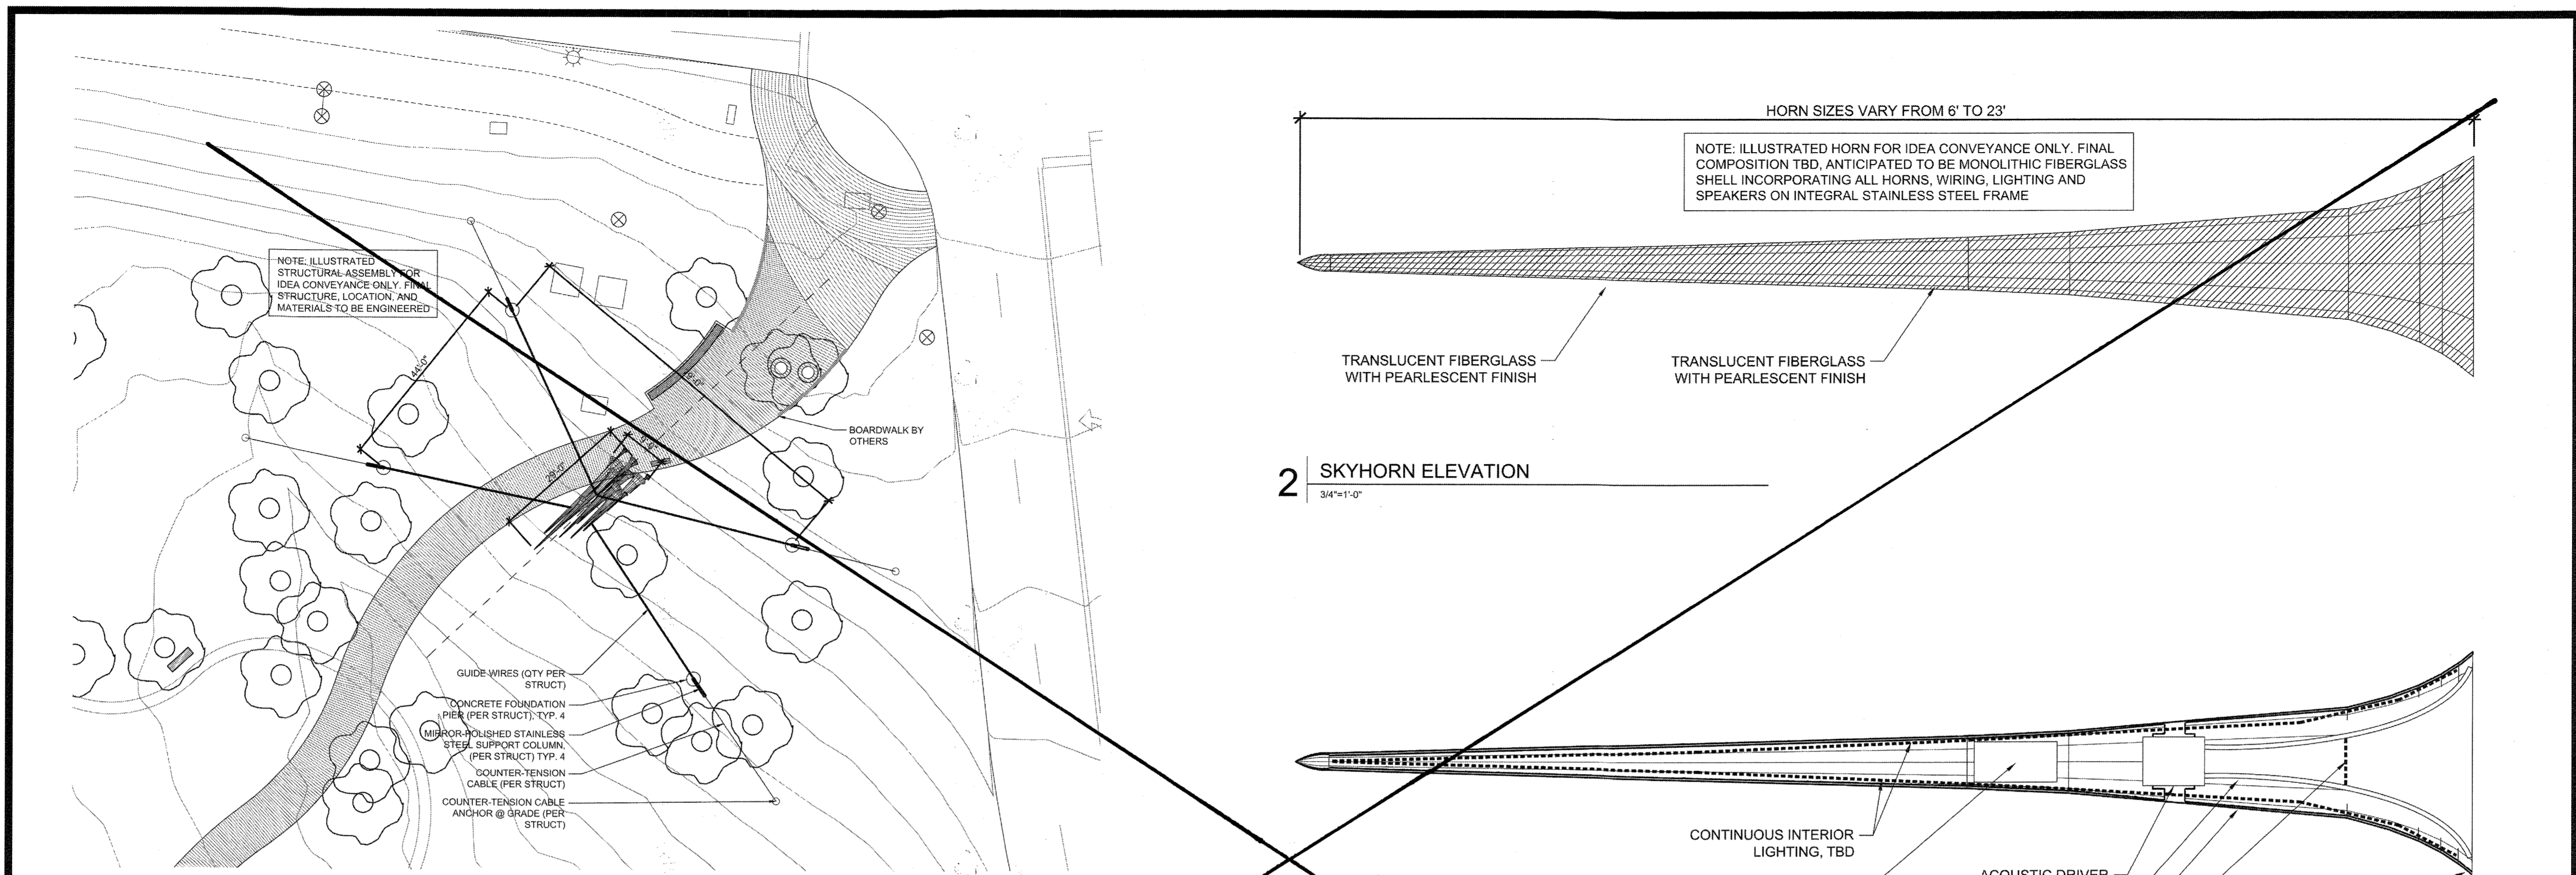 NOTE: ILLUSTRATED
STRUCTURAL ASSEMBLY FOR
IDEA CONVEYANCE ONLY. FINAL
STRUCTURE, LOCATION, AND
MATERIALS TO BE ENGINEERED
44'-0"
29'-0"
BOARDWALK BY
OTHERS
GUIDE WIRES (QTY PER
STRUCT)
CONCRETE FOUNDATION
PIER (PER STRUCT), TYP. 4
MIRROR-POLISHED STAINLESS
STEEL SUPPORT COLUMN,
(PER STRUCT) TYP. 4
COUNTER-TENSION
CABLE (PER STRUCT)
COUNTER-TENSION CABLE
ANCHOR @ GRADE (PER
STRUCT)
HORN SIZES VARY FROM 6' TO 23'
NOTE: ILLUSTRATED HORN FOR IDEA CONVEYANCE ONLY. FINAL
COMPOSITION TBD, ANTICIPATED TO BE MONOLITHIC FIBERGLASS
SHELL INCORPORATING ALL HORNS, WIRING, LIGHTING AND
SPEAKERS ON INTEGRAL STAINLESS STEEL FRAME
TRANSLUCENT FIBERGLASS
WITH PEARLESCENT FINISH
TRANSLUCENT FIBERGLASS
WITH PEARLESCENT FINISH
2 SKYHORN ELEVATION
3/4"=1'-0"
CONTINUOUS INTERIOR
LIGHTING, TBD
ACOUSTIC DRIVER